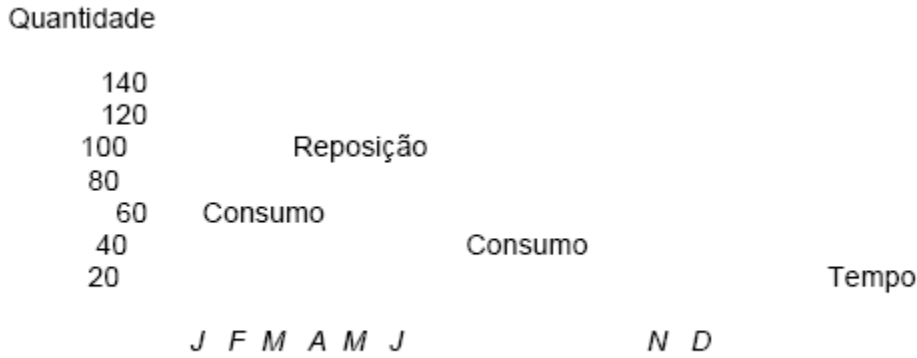 Quantidade
140
120
100 Reposição
80
60 Consumo
40 Consumo
20 Tempo
J F M A M J N D